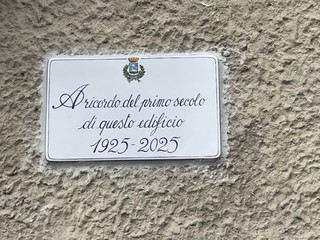 A ricordo del primo secolo
di questo edificio
1925-2025